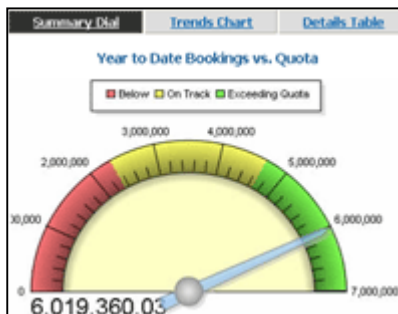 Summary Dial Trends Chart Details Table
Year to Date Bookings vs. Quota
Below On Track Exceeding Quota
3,000,000 4,000,000
2,000,000 5,000,000
00,000 6,000,000
0 7,000,000
6,019,360.03